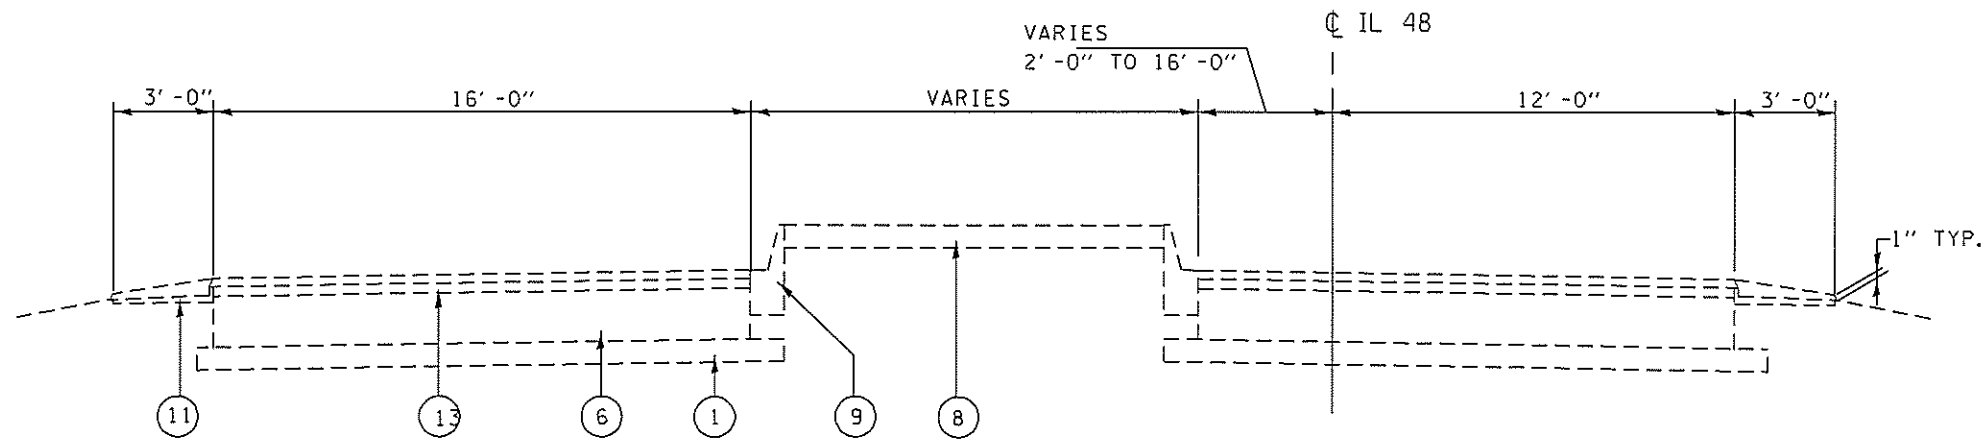 ℄ IL 48
VARIES
2'-0" TO 16'-0"
3'-0"
16'-0"
VARIES
12'-0"
3'-0"
1" TYP.
11
13
6
1
9
8